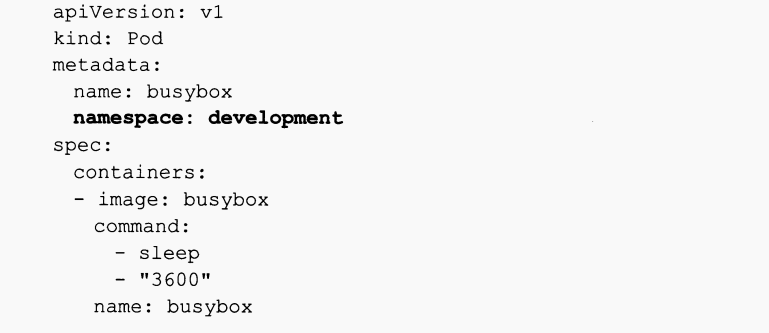 apiVersion: v1
kind: Pod
metadata:
  name: busybox
  namespace: development
spec:
  containers:
  - image: busybox
    command:
      - sleep
      - "3600"
    name: busybox